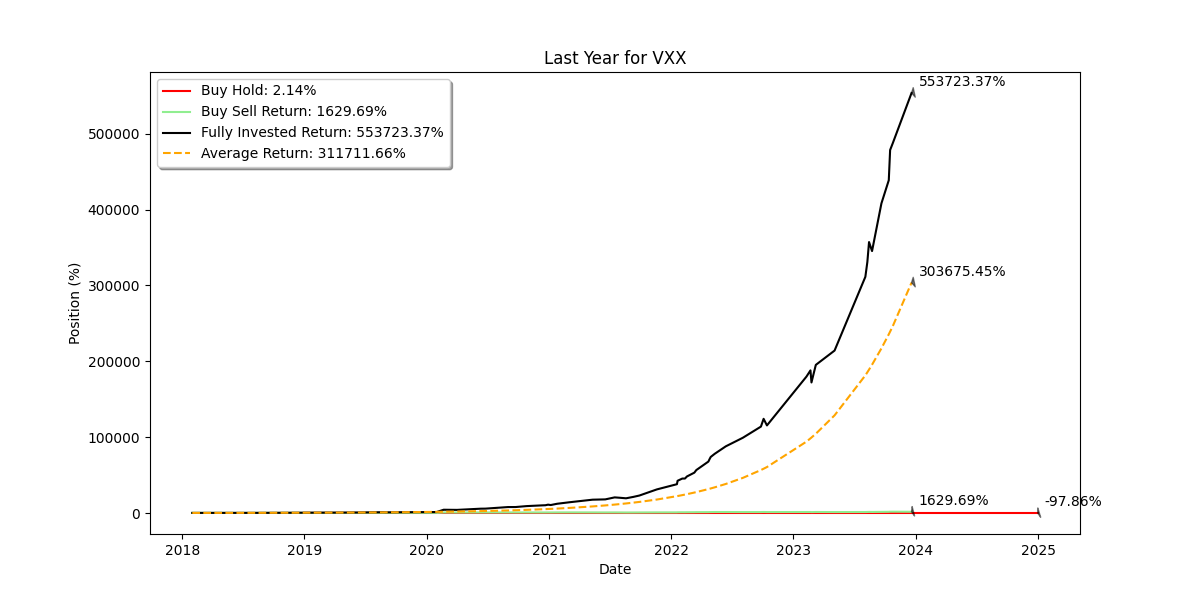 Last Year for VXX
Buy Hold: 2.14%
Buy Sell Return: 1629.69%
Fully Invested Return: 553723.37%
Average Return: 311711.66%
553723.37%
303675.45%
1629.69%
-97.86%
Position (%)
500000
400000
300000
200000
100000
0
2018 2019 2020 2021 2022 2023 2024 2025
Date